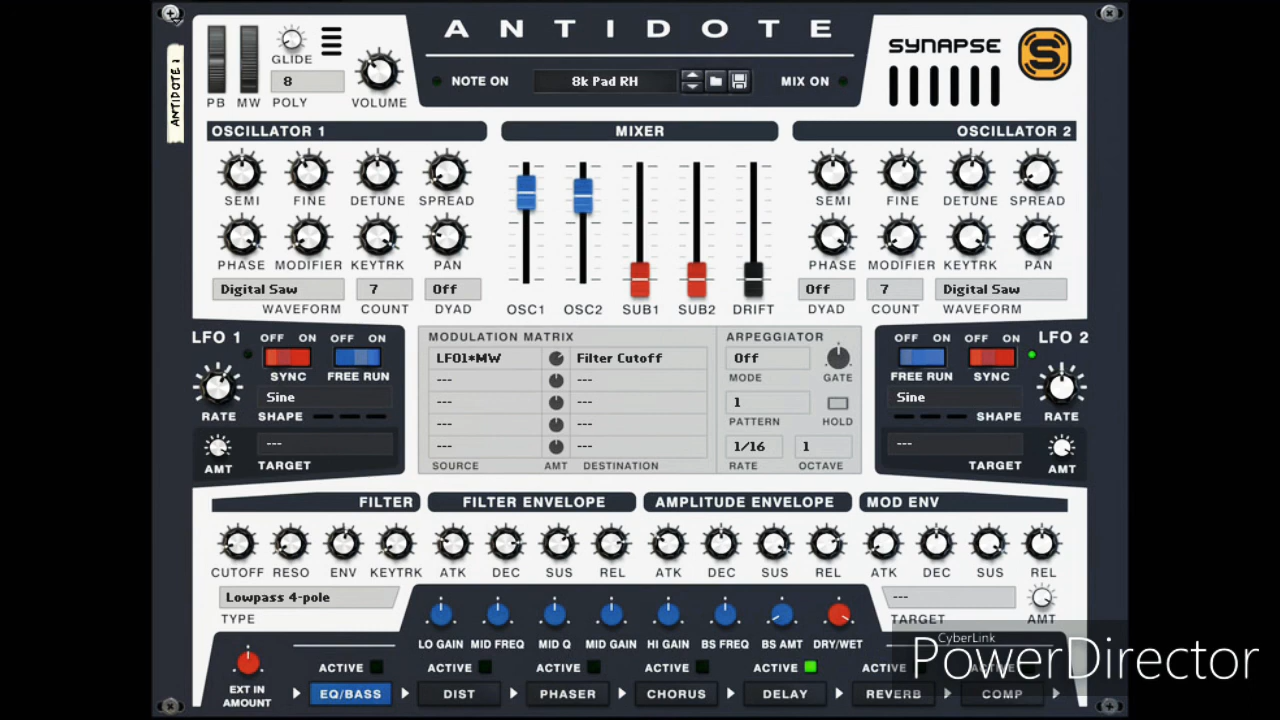 ANTIDOTE
SYNAPSE
S
ANTIDOTE 1
GLIDE
8
PB MW POLY VOLUME
NOTE ON 8k Pad RH MIX ON
OSCILLATOR 1 MIXER OSCILLATOR 2
SEMI FINE DETUNE SPREAD SEMI FINE DETUNE SPREAD
PHASE MODIFIER KEYTRK PAN PHASE MODIFIER KEYTRK PAN
Digital Saw 7 Off Off 7 Digital Saw
WAVEFORM COUNT DYAD OSC1 OSC2 SUB1 SUB2 DRIFT DYAD COUNT WAVEFORM
LFO 1 OFF ON OFF ON
SYNC FREE RUN
Sine
RATE SHAPE
---
AMT TARGET
MODULATION MATRIX
LFO1*MW Filter Cutoff
--- ---
--- ---
--- ---
--- ---
SOURCE AMT DESTINATION
ARPEGGIATOR
Off
MODE GATE
1
PATTERN HOLD
1/16 1
RATE OCTAVE
OFF ON OFF ON LFO 2
FREE RUN SYNC
Sine
SHAPE RATE
---
TARGET AMT
FILTER FILTER ENVELOPE AMPLITUDE ENVELOPE MOD ENV
CUTOFF RESO ENV KEYTRK ATK DEC SUS REL ATK DEC SUS REL ATK DEC SUS REL
Lowpass 4-pole ---
TYPE TARGET AMT
LO GAIN MID FREQ MID Q MID GAIN HI GAIN BS FREQ BS AMT DRY/WET
CyberLink
PowerDirector
ACTIVE ACTIVE ACTIVE ACTIVE ACTIVE ACTIVE ACTIVE
EXT IN
AMOUNT
EQ/BASS DIST PHASER CHORUS DELAY REVERB COMP